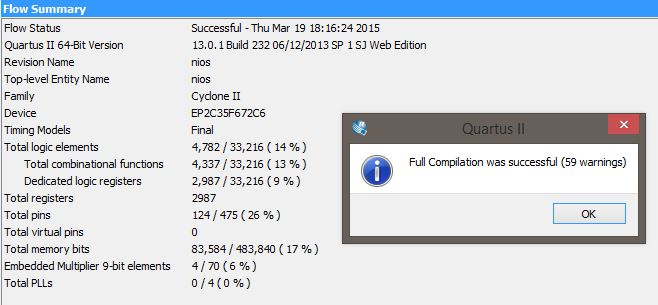 Flow Summary
Flow Status Successful - Thu Mar 19 18:16:24 2015
Quartus II 64-Bit Version 13.0.1 Build 232 06/12/2013 SP 1 SJ Web Edition
Revision Name nios
Top-level Entity Name nios
Family Cyclone II
Device EP2C35F672C6
Timing Models Final
Total logic elements 4,782 / 33,216 ( 14 % )
Total combinational functions 4,337 / 33,216 ( 13 % )
Dedicated logic registers 2,987 / 33,216 ( 9 % )
Total registers 2987
Total pins 124 / 475 ( 26 % )
Total virtual pins 0
Total memory bits 83,584 / 483,840 ( 17 % )
Embedded Multiplier 9-bit elements 4 / 70 ( 6 % )
Total PLLs 0 / 4 ( 0 % )
Quartus II
Full Compilation was successful (59 warnings)
OK